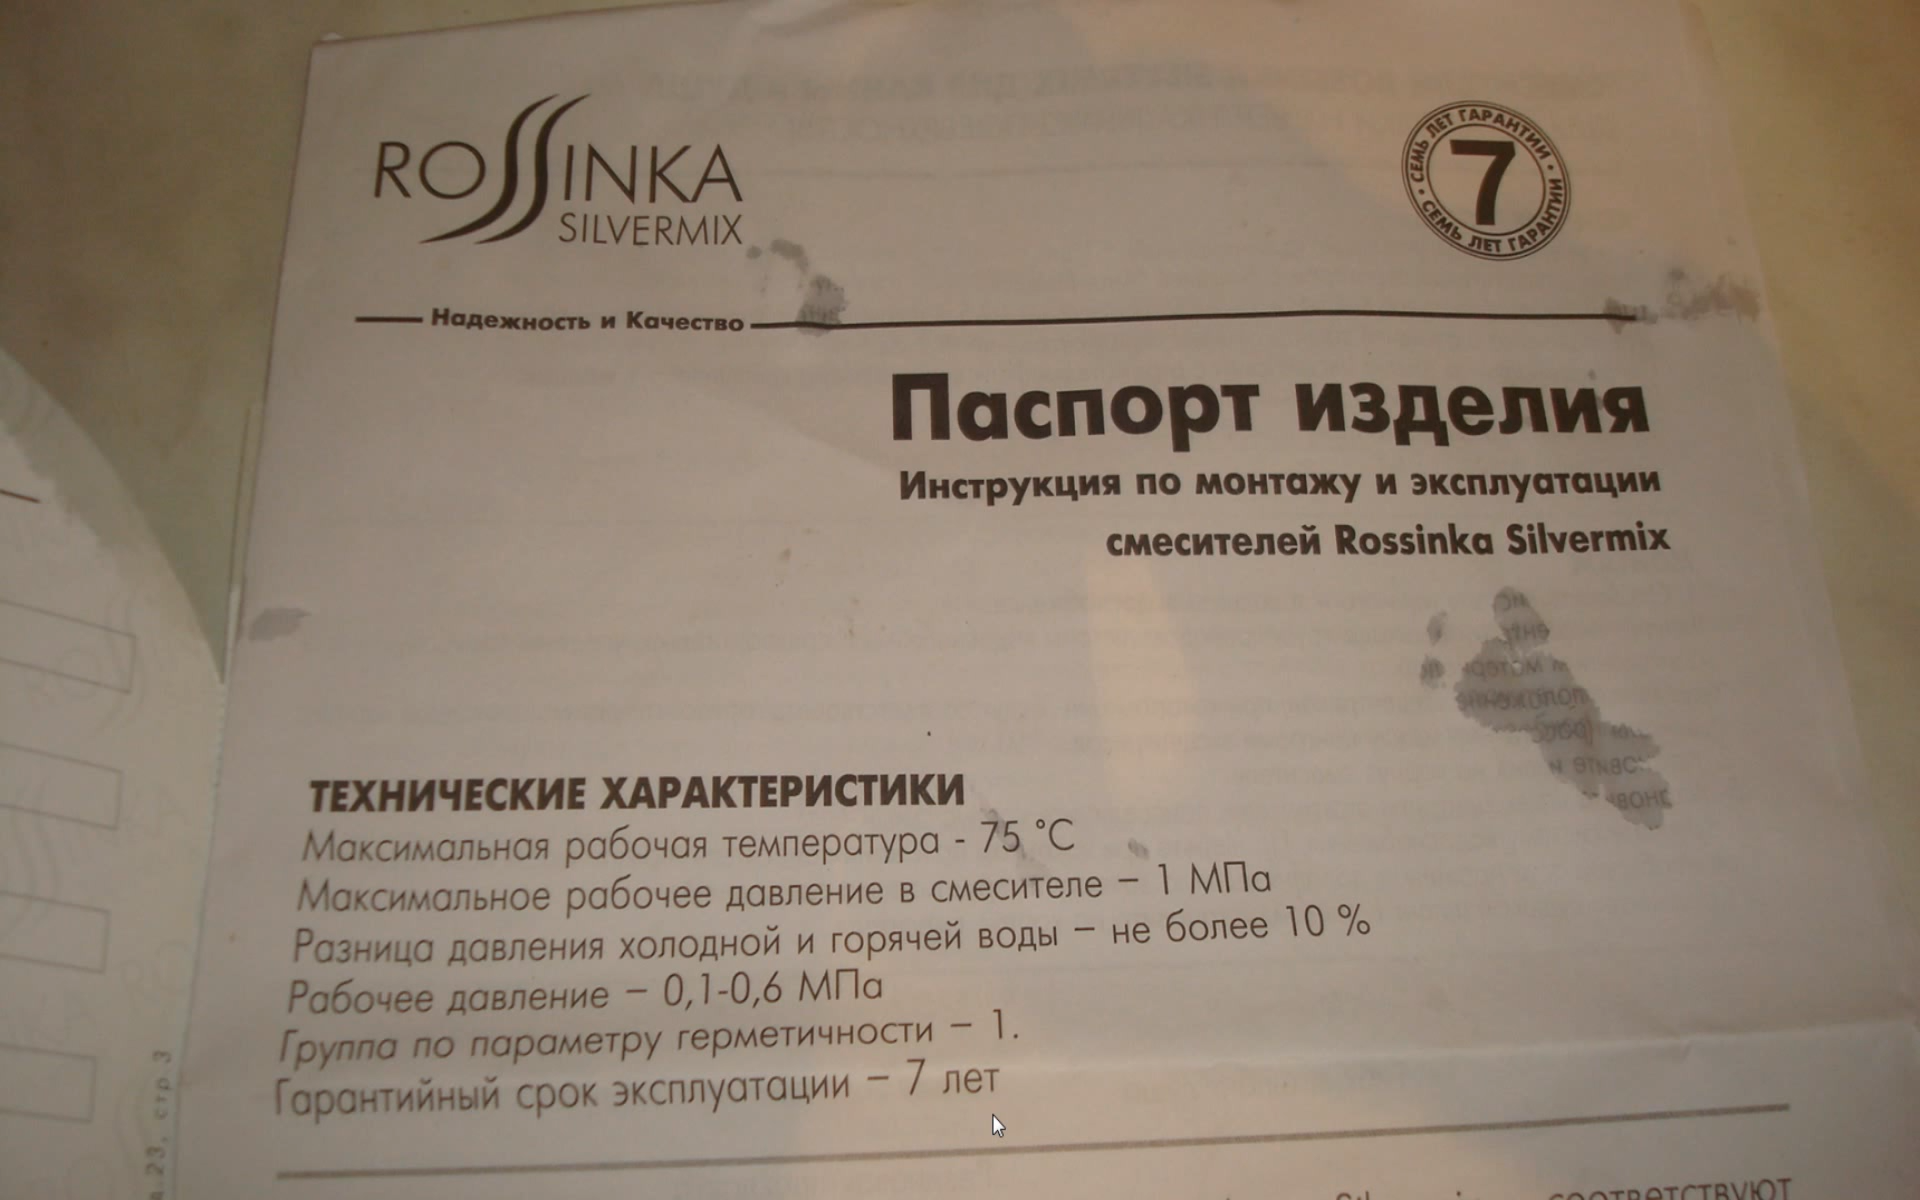 ROSSINKA
SILVERMIX
СЕМЬ ЛЕТ ГАРАНТИИ • СЕМЬ ЛЕТ ГАРАНТИИ •
7
Надежность и Качество
Паспорт изделия
Инструкция по монтажу и эксплуатации
смесителей Rossinka Silvermix
ТЕХНИЧЕСКИЕ ХАРАКТЕРИСТИКИ
Максимальная рабочая температура - 75 °C
Максимальное рабочее давление в смесителе – 1 МПа
Разница давления холодной и горячей воды – не более 10 %
Рабочее давление – 0,1-0,6 МПа
Группа по параметру герметичности – 1.
Гарантийный срок эксплуатации – 7 лет
соответствуют
стр.3